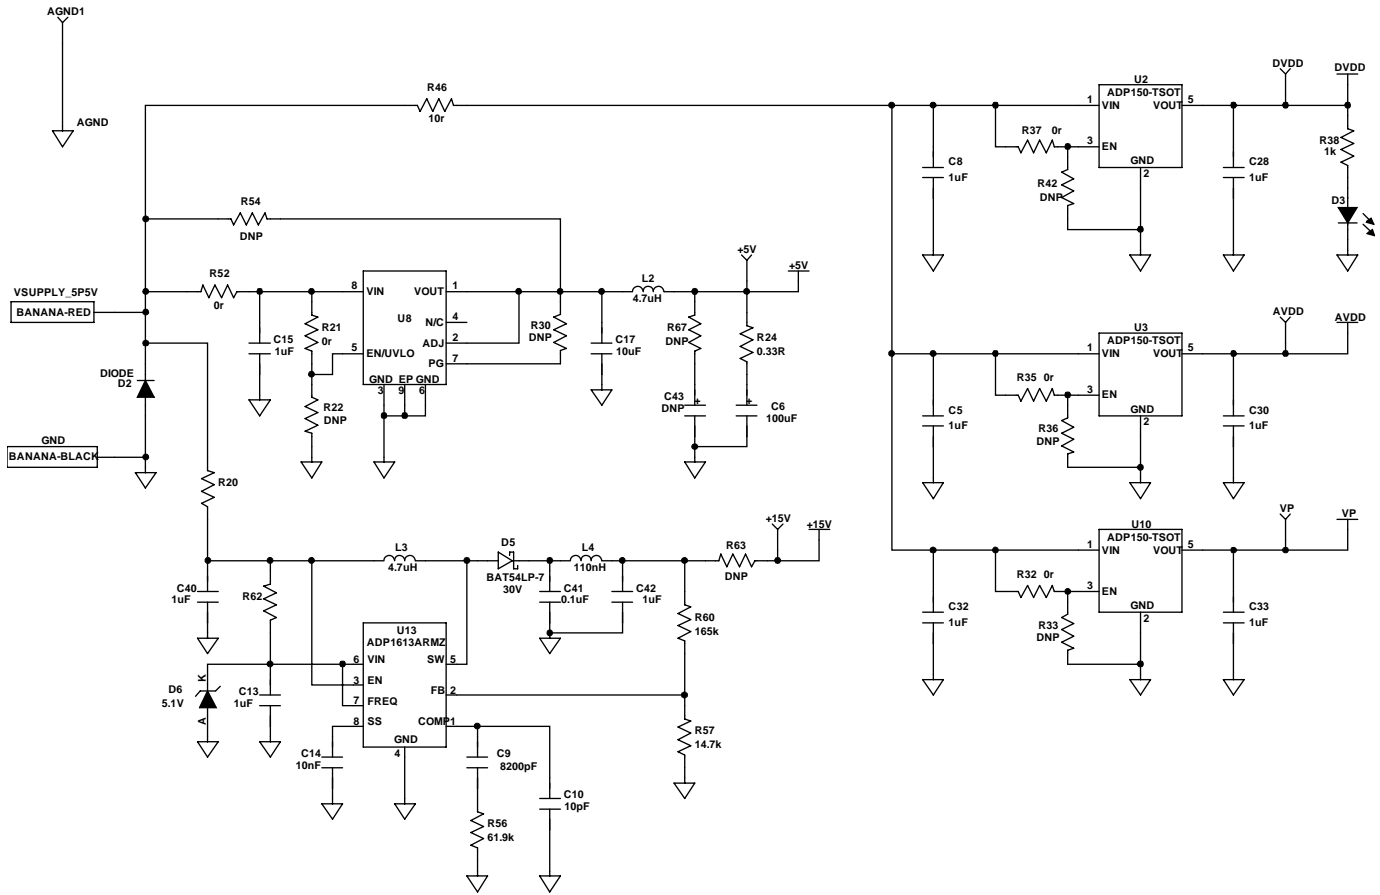 AGND1
AGND
R46
10r
R54
DNP
VSUPPLY_5P5V
BANANA-RED
R52
0r
C15
1uF
R21
0r
R22
DNP
DIODE
D2
GND
BANANA-BLACK
8 VIN VOUT 1
U8
N/C 4
ADJ 2
5 EN/UVLO
PG 7
GND EP GND
3 9 6
R30
DNP
C17
10uF
L2
4.7uH
+5V
+5V
R67
DNP
R24
0.33R
C43
DNP
+
C6
100uF
+
R20
C40
1uF
R62
L3
4.7uH
D5
BAT54LP-7
30V
L4
110nH
C41
0.1uF
C42
1uF
R63
DNP
+15V
+15V
R60
165k
R57
14.7k
U13
ADP1613ARMZ
6 VIN SW 5
3 EN
FB 2
7 FREQ
8 SS COMP 1
GND
4
K
D6
5.1V
A
C13
1uF
C14
10nF
C9
8200pF
C10
10pF
R56
61.9k
U2
ADP150-TSOT
1 VIN VOUT 5
3 EN
GND
2
C8
1uF
R37 0r
R42
DNP
C28
1uF
DVDD
DVDD
R38
1k
D3
U3
ADP150-TSOT
1 VIN VOUT 5
3 EN
GND
2
C5
1uF
R35 0r
R36
DNP
C30
1uF
AVDD
AVDD
U10
ADP150-TSOT
1 VIN VOUT 5
3 EN
GND
2
C32
1uF
R32 0r
R33
DNP
C33
1uF
VP
VP